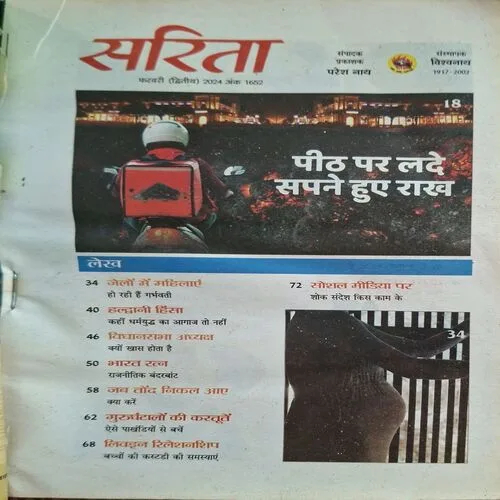 सरिता
फरवरी (द्वितीय) 2024 अंक 1652
संपादक
प्रकाशक
परेश नाथ
संस्थापक
विश्वनाथ
1917-2002
18
पीठ पर लदे
सपने हुए राख
लेख
34 जेलों में महिलाएं
हो रही हैं गर्भवती
40 हल्द्वानी हिंसा
कहीं धर्मयुद्ध का आगाज तो नहीं
46 विधानसभा अध्यक्ष
क्यों खास होता है
50 भारत रत्न
राजनीतिक बंदरबांट
58 जब तोंद निकल आए
क्या करें
62 गुरुघंटालों की करतूतें
ऐसे पाखंडियों से बचें
68 लिवइन रिलेशनशिप
बच्चों की कस्टडी की समस्याएं
72 सोशल मीडिया पर
शोक संदेश किस काम के
34